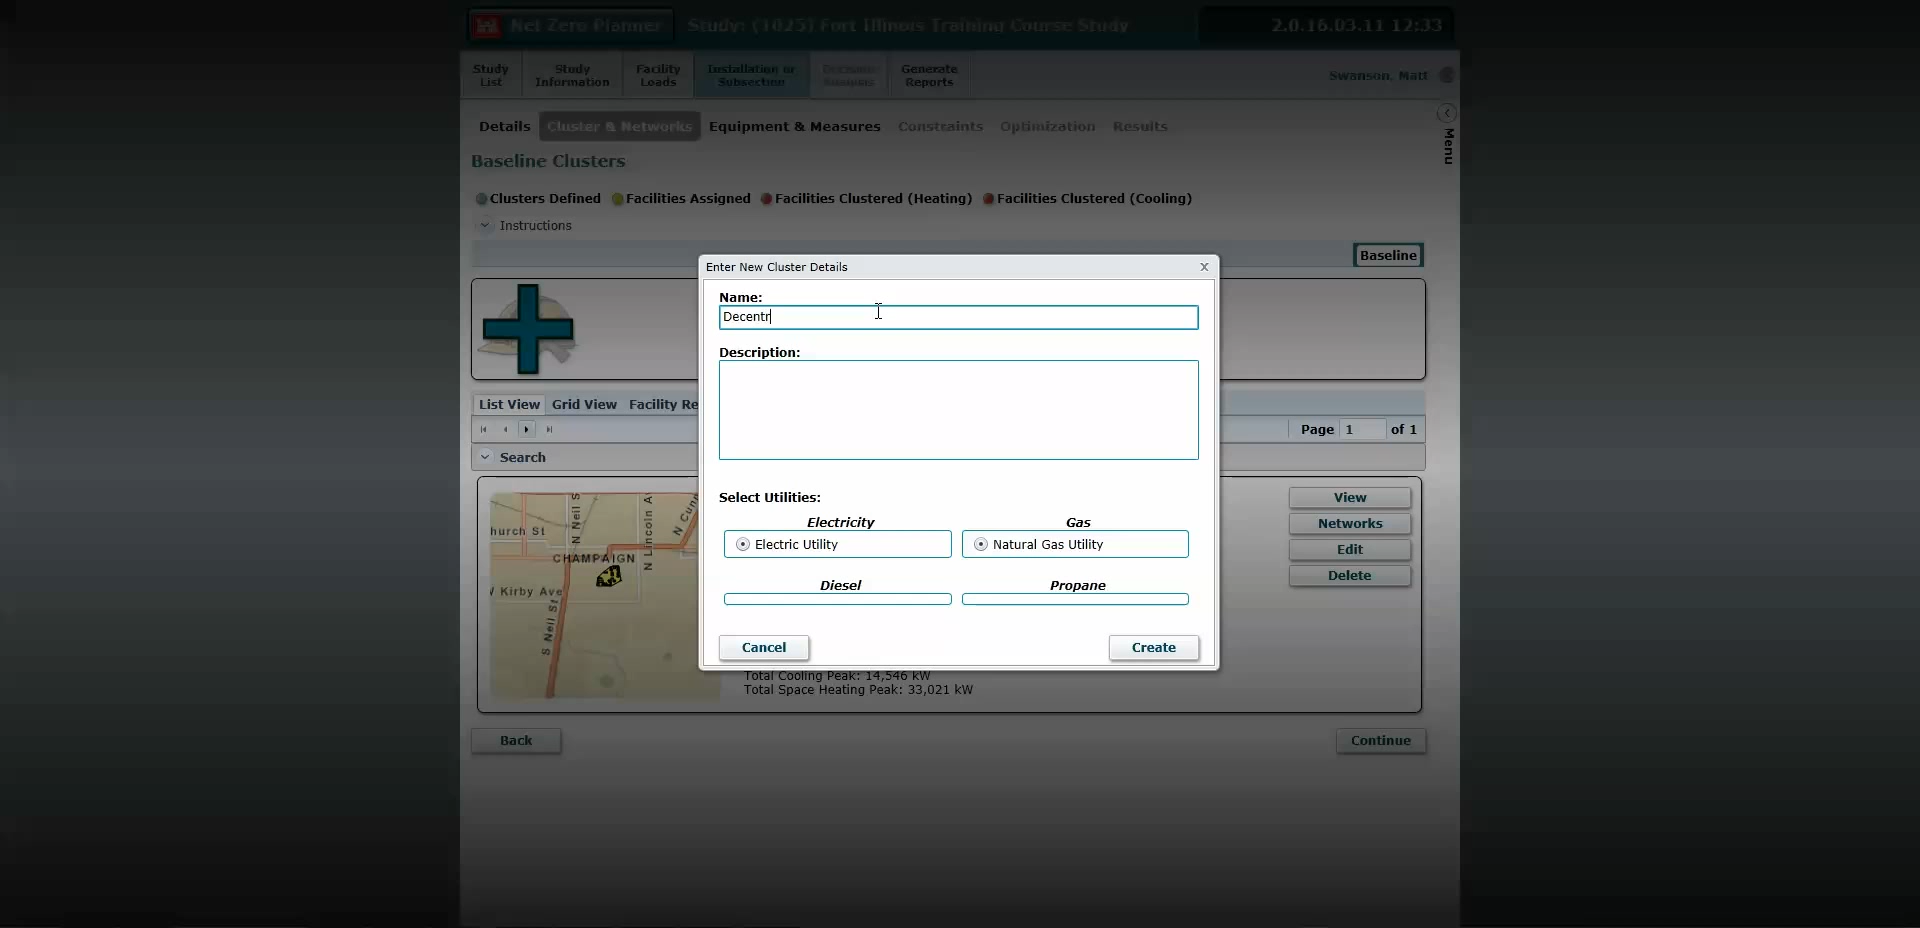 Net Zero Planner
Study: (1025) Fort Illinois Training Course Study
2.0.16.03.11 12:33
Study List
Study Information
Facility Loads
Installation or Subsection
Decision Analysis
Generate Reports
Swanson, Matt
Details
Cluster & Networks
Equipment & Measures
Constraints
Optimization
Results
Menu
Baseline Clusters
Clusters Defined
Facilities Assigned
Facilities Clustered (Heating)
Facilities Clustered (Cooling)
Instructions
Baseline
Enter New Cluster Details
X
Name:
Decentr
Description:
Select Utilities:
Electricity
Gas
Electric Utility
Natural Gas Utility
Diesel
Propane
Cancel
Create
List View
Grid View
Facility Re
Page 1 of 1
Search
hurch St
N Neil S
N Lincoln A
N Cun
CHAMPAIGN
Kirby Ave
S Neil St
View
Networks
Edit
Delete
Total Cooling Peak: 14,546 kW
Total Space Heating Peak: 33,021 kW
Back
Continue